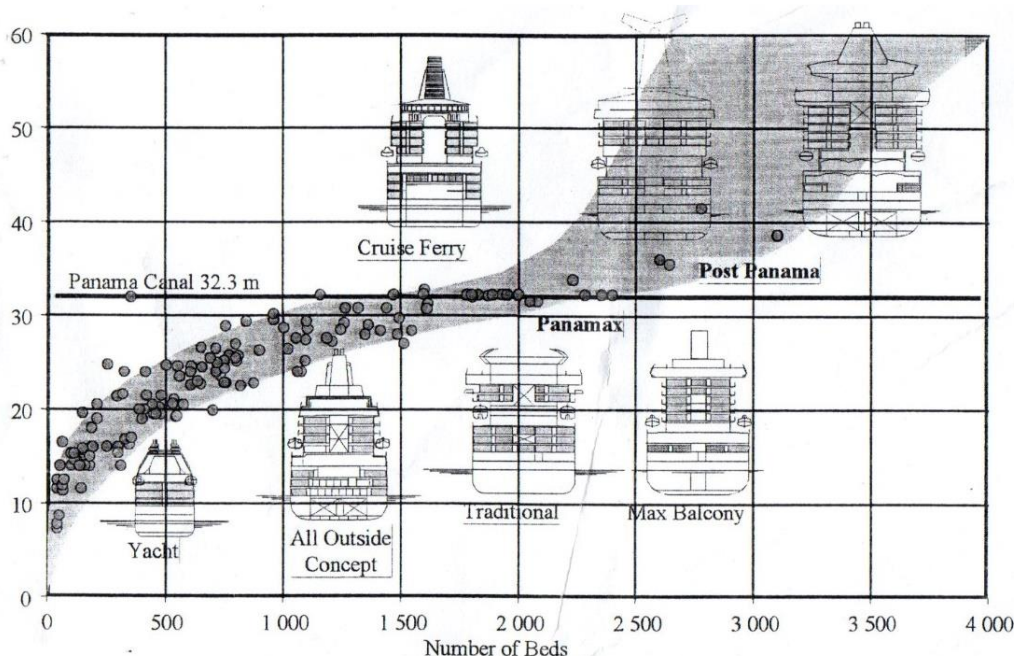 60
50
40
30
20
10
0
Cruise Ferry
Panama Canal 32.3 m
Post Panama
Panamax
Yacht
All Outside
Concept
Traditional
Max Balcony
0 500 1 000 1 500 2 000 2 500 3 000 3 500 4 000
Number of Beds